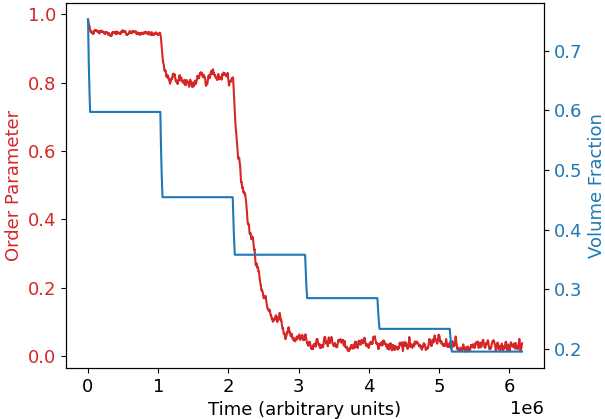 1.0
0.8
0.6
0.4
0.2
0.0
Order Parameter
0.7
0.6
0.5
0.4
0.3
0.2
Volume Fraction
0 1 2 3 4 5 6
1e6
Time (arbitrary units)